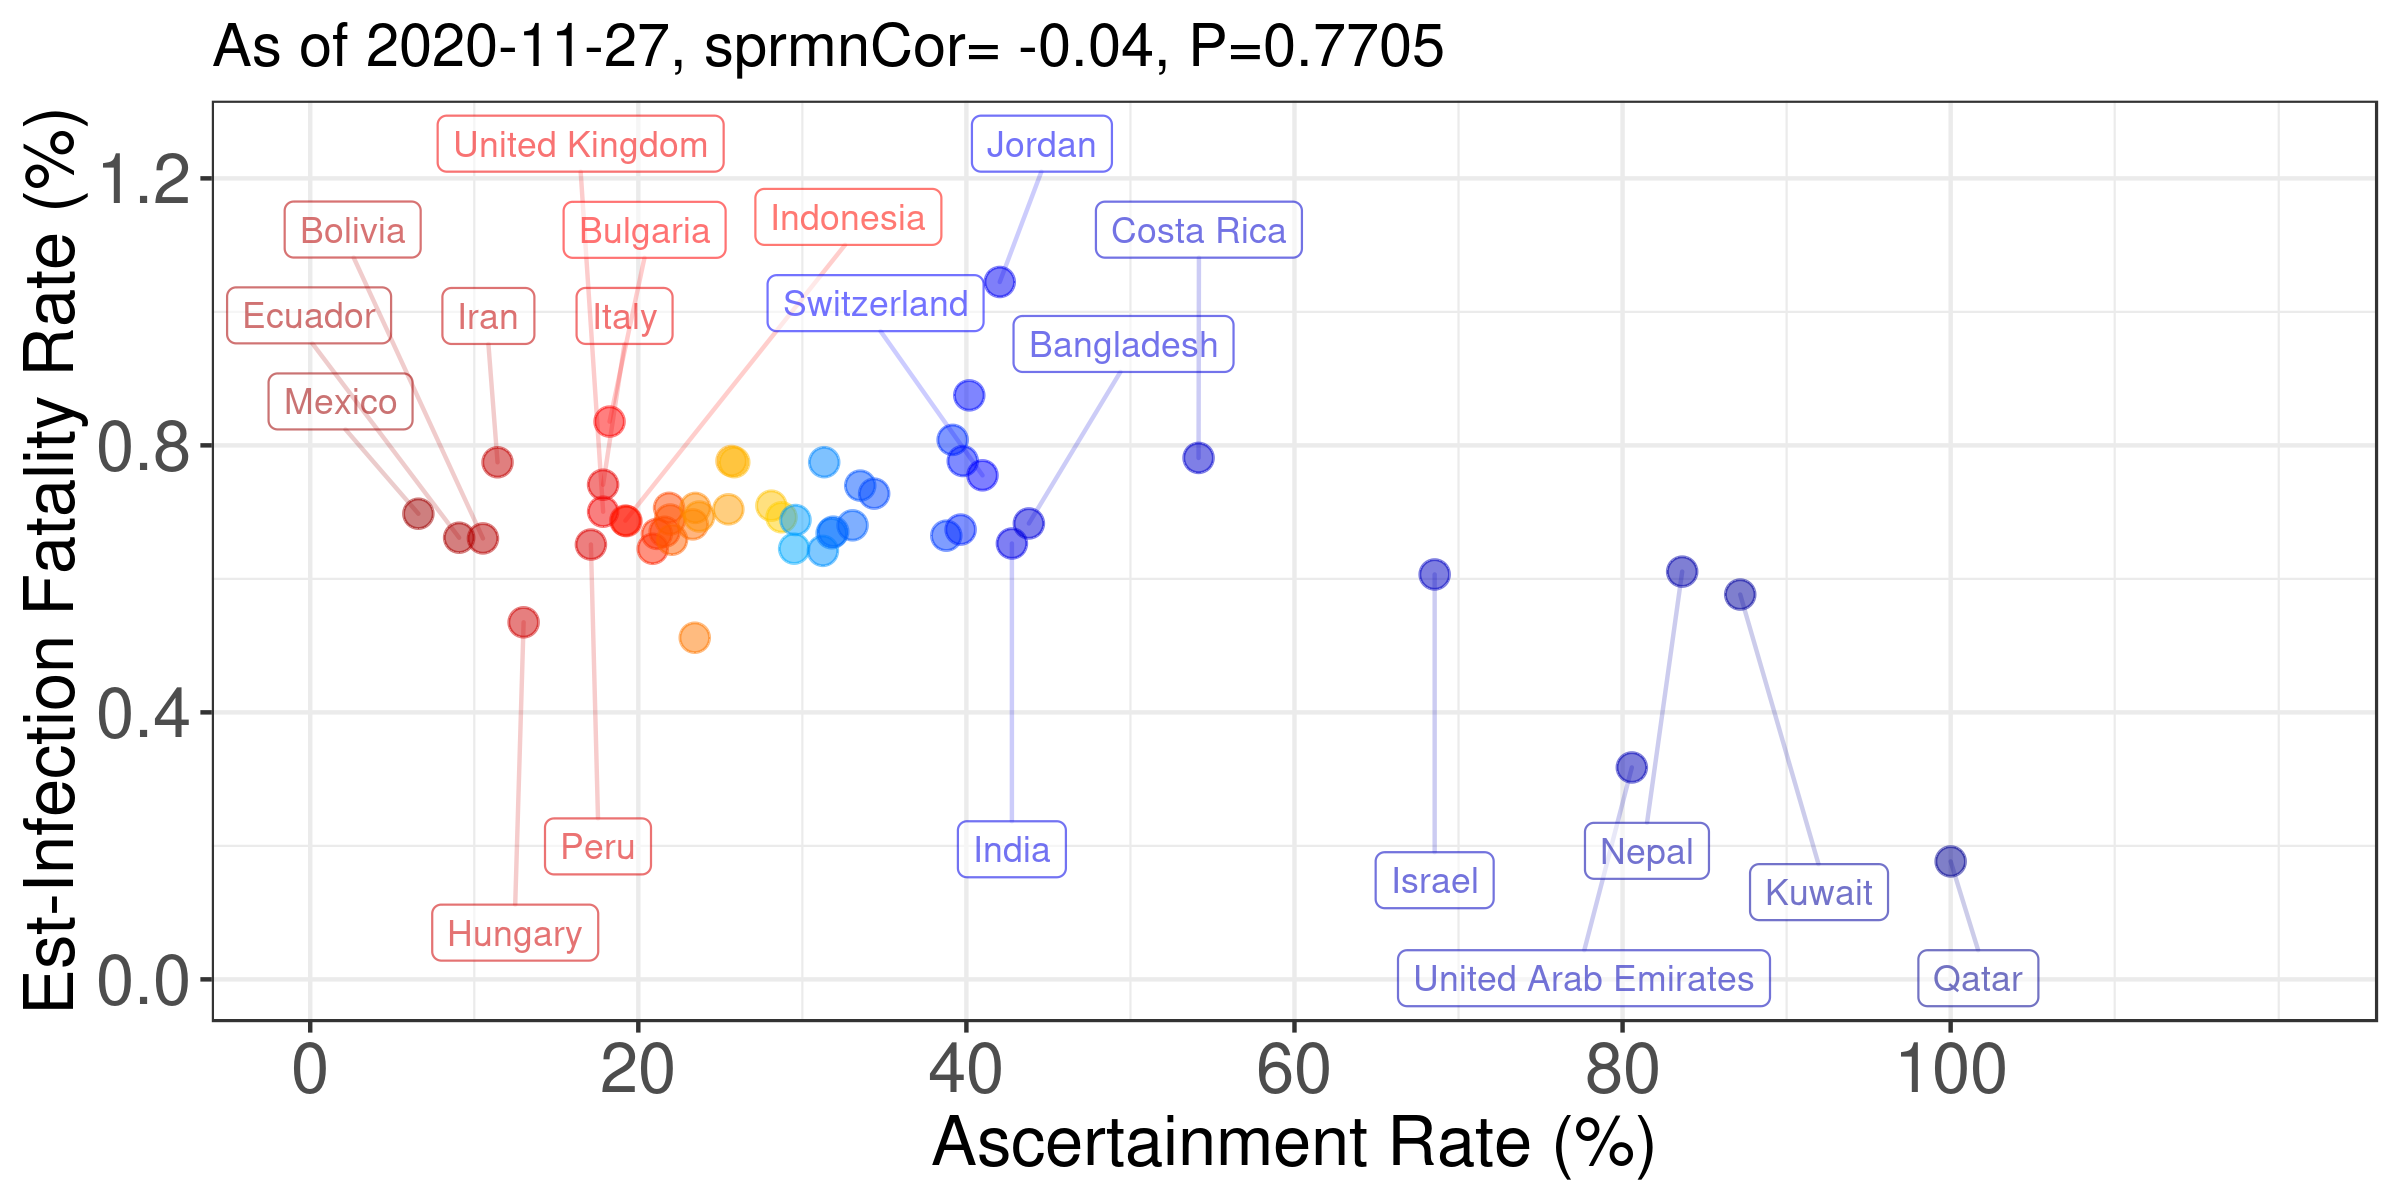 As of 2020-11-27, sprmnCor= -0.04, P=0.7705
Est-Infection Fatality Rate (%)
1.2
0.8
0.4
0.0
United Kingdom
Jordan
Bolivia
Bulgaria
Indonesia
Costa Rica
Ecuador
Iran
Italy
Switzerland
Bangladesh
Mexico
Peru
India
Nepal
Israel
Kuwait
Hungary
United Arab Emirates
Qatar
0
20
40
60
80
100
Ascertainment Rate (%)